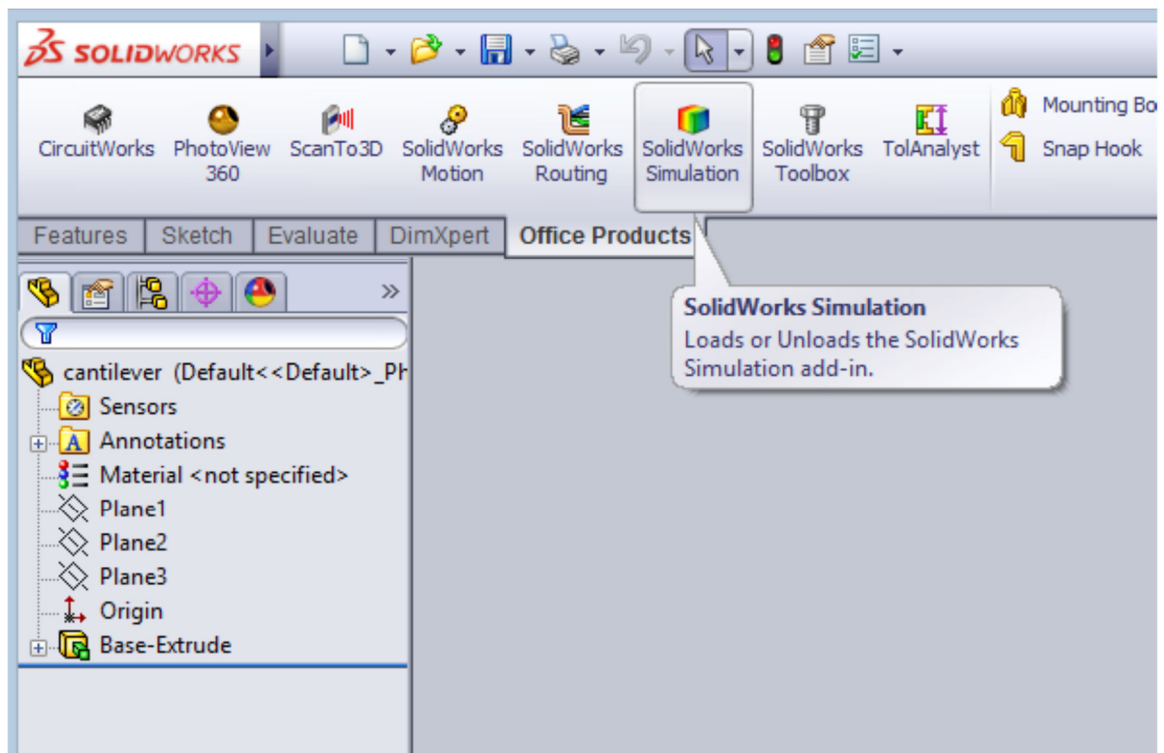 SOLIDWORKS
CircuitWorks
PhotoView
360
ScanTo3D
SolidWorks
Motion
SolidWorks
Routing
SolidWorks
Simulation
SolidWorks
Toolbox
TolAnalyst
Mounting Bo
Snap Hook
Features
Sketch
Evaluate
DimXpert
Office Products
SolidWorks Simulation
Loads or Unloads the SolidWorks
Simulation add-in.
cantilever (Default<<Default>_Ph
Sensors
A Annotations
Material <not specified>
Plane1
Plane2
Plane3
Origin
Base-Extrude